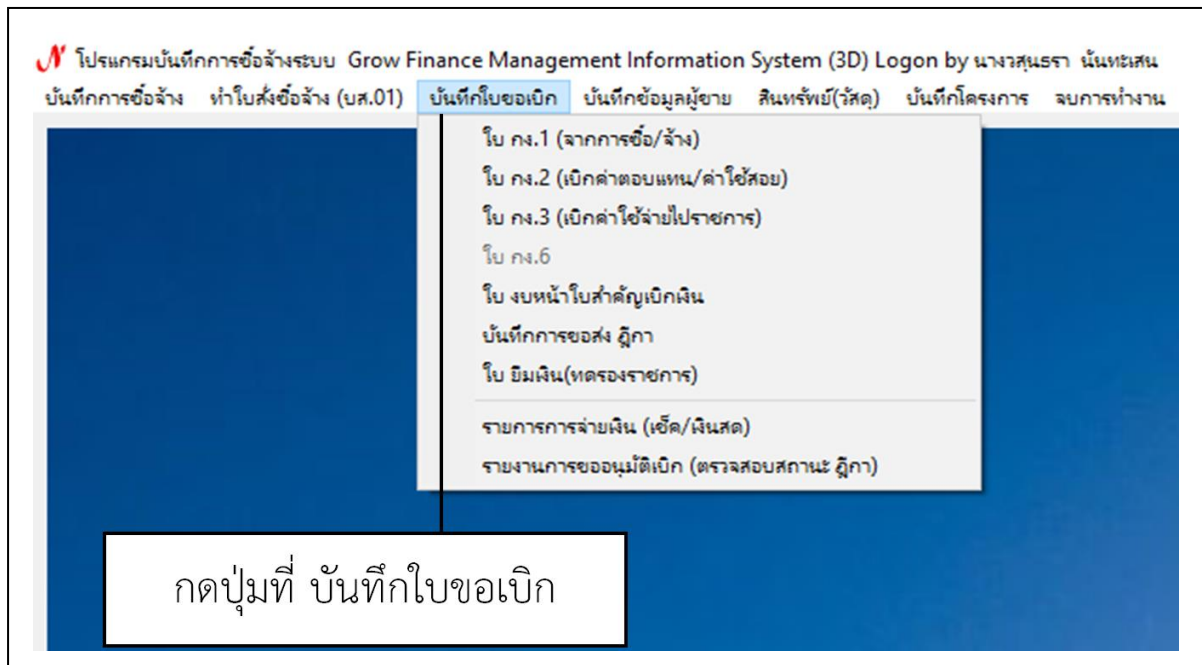 โปรแกรมบันทึกการซื้อจ้างระบบ Grow Finance Management Information System (3D) Logon by นางวสุนธรา นันทะเสน
บันทึกการซื้อจ้าง ทำใบสั่งซื้อจ้าง (บส.01) บันทึกใบขอเบิก บันทึกข้อมูลผู้ขาย สินทรัพย์(วัสดุ) บันทึกโครงการ จบการทำงาน
ใบ กง.1 (จากการซื้อ/จ้าง)
ใบ กง.2 (เบิกค่าตอบแทน/ค่าใช้สอย)
ใบ กง.3 (เบิกค่าใช้จ่ายไปราชการ)
ใบ กง.6
ใบ งบหน้าใบสำคัญเบิกเงิน
บันทึกการขอส่ง ฎีกา
ใบ ยืมเงิน(ทดรองราชการ)
รายการการจ่ายเงิน (เช็ค/เงินสด)
รายงานการขออนุมัติเบิก (ตรวจสอบสถานะ ฎีกา)
กดปุ่มที่ บันทึกใบขอเบิก